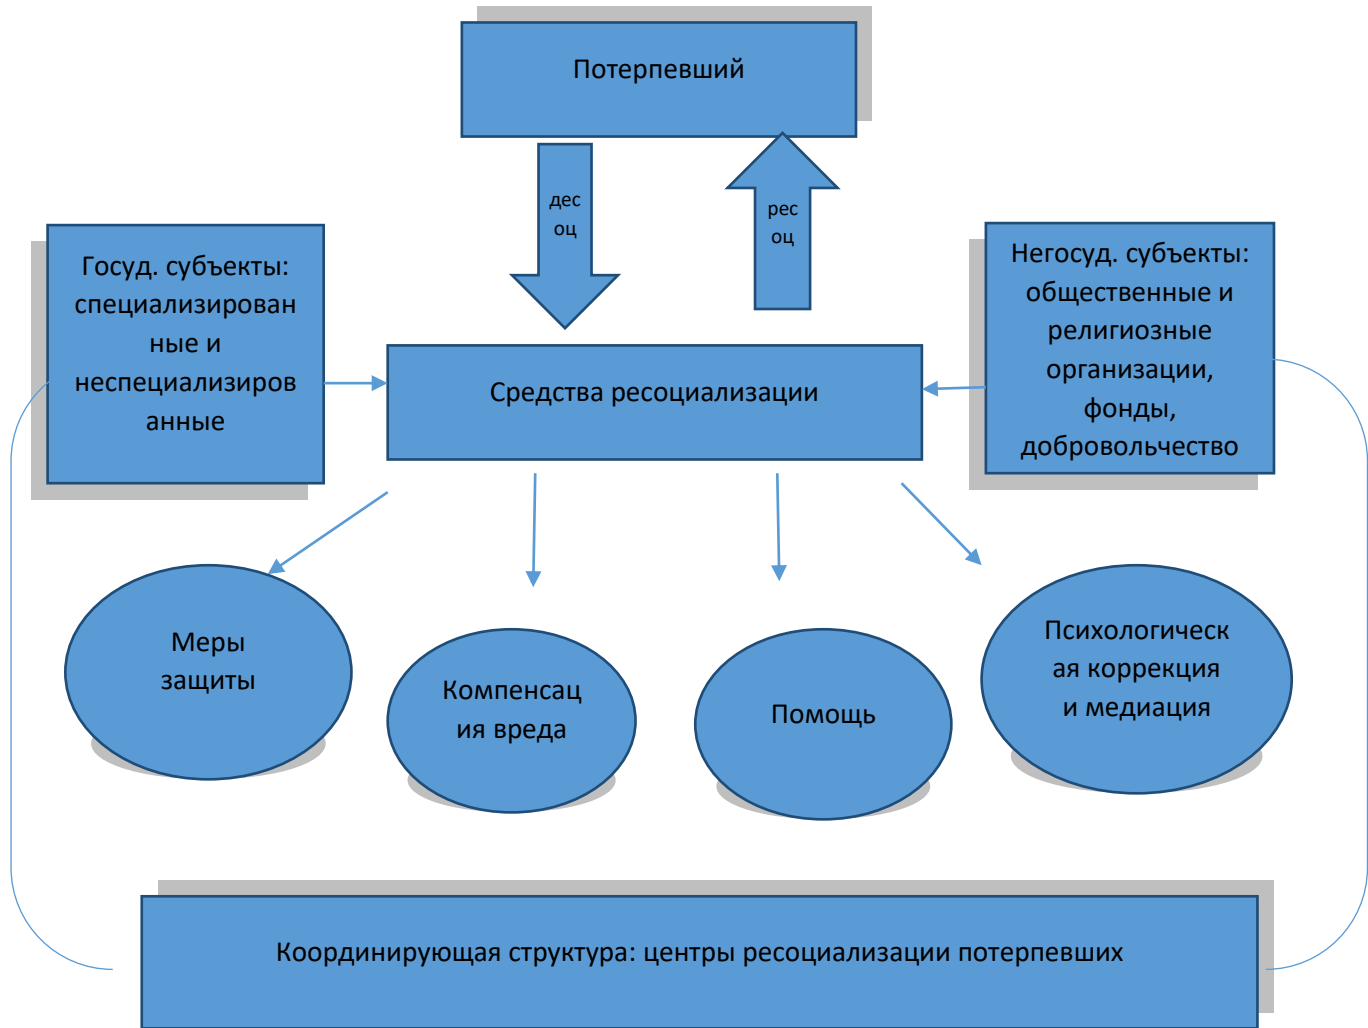 Потерпевший
дес
оц
рес
оц
Госуд. субъекты:
специализирован
ные и
неспециализиров
анные
Негосуд. субъекты:
общественные и
религиозные
организации,
фонды,
добровольчество
Средства ресоциализации
Меры
защиты
Компенсац
ия вреда
Помощь
Психологическ
ая коррекция
и медиация
Координирующая структура: центры ресоциализации потерпевших